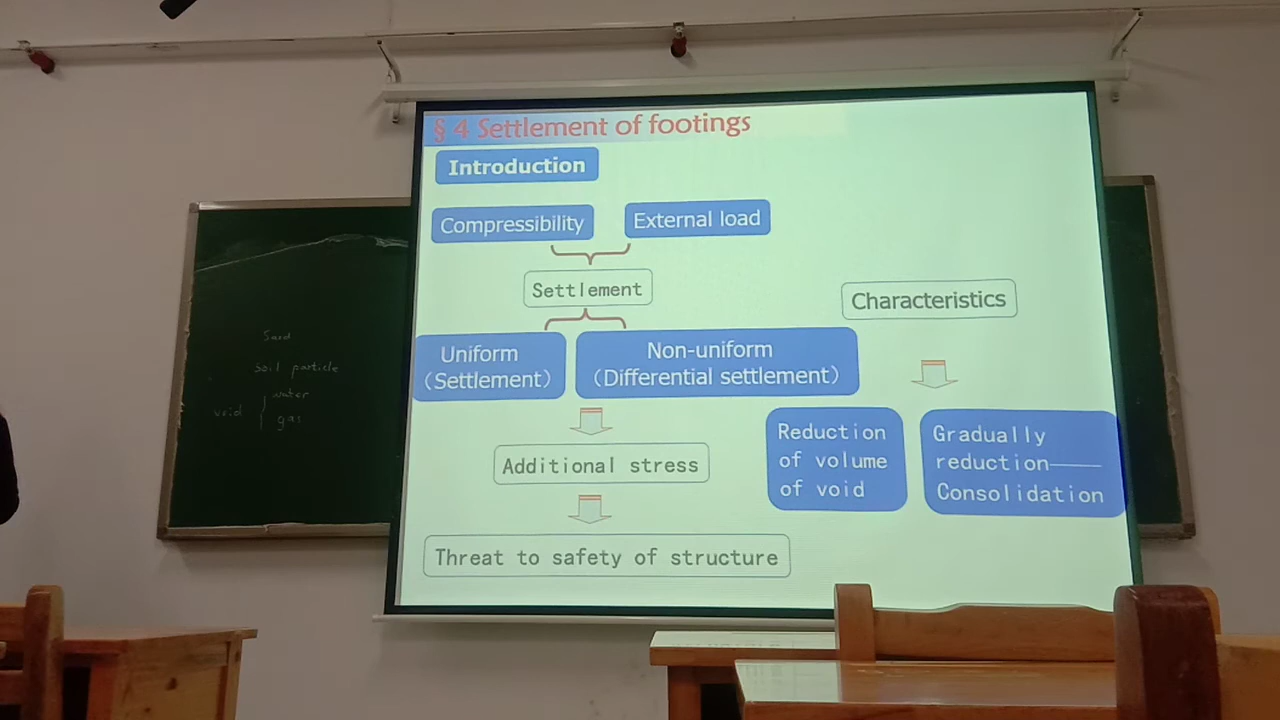 § 4 Settlement of footings
Introduction
Compressibility
External load
Settlement
Uniform
（Settlement）
Non-uniform
（Differential settlement）
Additional stress
Threat to safety of structure
Characteristics
Reduction
of volume
of void
Gradually
reduction——
Consolidation
Sand
Soil particle
void
water
gas